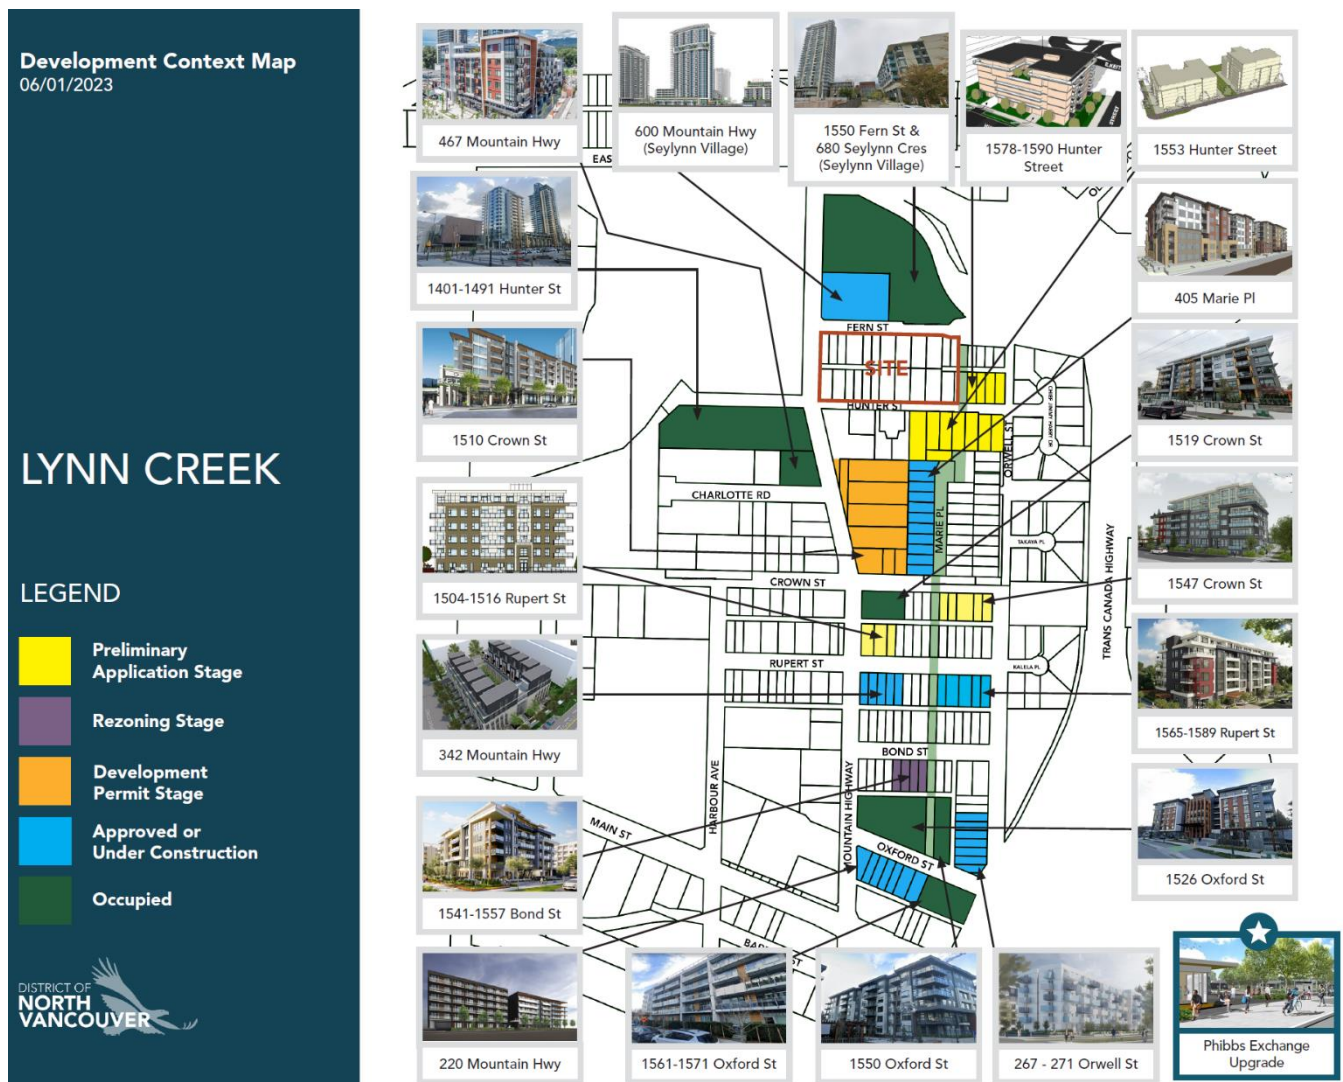 Development Context Map
06/01/2023
LYNN CREEK
LEGEND
Preliminary
Application Stage
Rezoning Stage
Development
Permit Stage
Approved or
Under Construction
Occupied
DISTRICT OF
NORTH
VANCOUVER
467 Mountain Hwy
600 Mountain Hwy
(Seylynn Village)
1550 Fern St &
680 Seylynn Cres
(Seylynn Village)
1578-1590 Hunter
Street
1553 Hunter Street
1401-1491 Hunter St
405 Marie Pl
1510 Crown St
1519 Crown St
1504-1516 Rupert St
1547 Crown St
342 Mountain Hwy
1565-1589 Rupert St
1541-1557 Bond St
1526 Oxford St
220 Mountain Hwy
1561-1571 Oxford St
1550 Oxford St
267 - 271 Orwell St
Phibbs Exchange
Upgrade
EAS
FERN ST
SITE
HUNTER ST
ORWELL ST
CHARLOTTE RD
MARIE PL
TAKAYA PL
CROWN ST
TRANS CANADA HIGHWAY
RUPERT ST
KALELA PL
BOND ST
HARBOUR AVE
MOUNTAIN HIGHWAY
MAIN ST
OXFORD ST